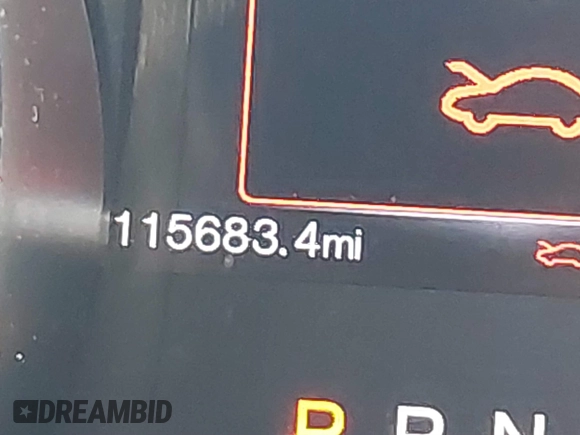 115683.4mi
P R N
DREAMBID